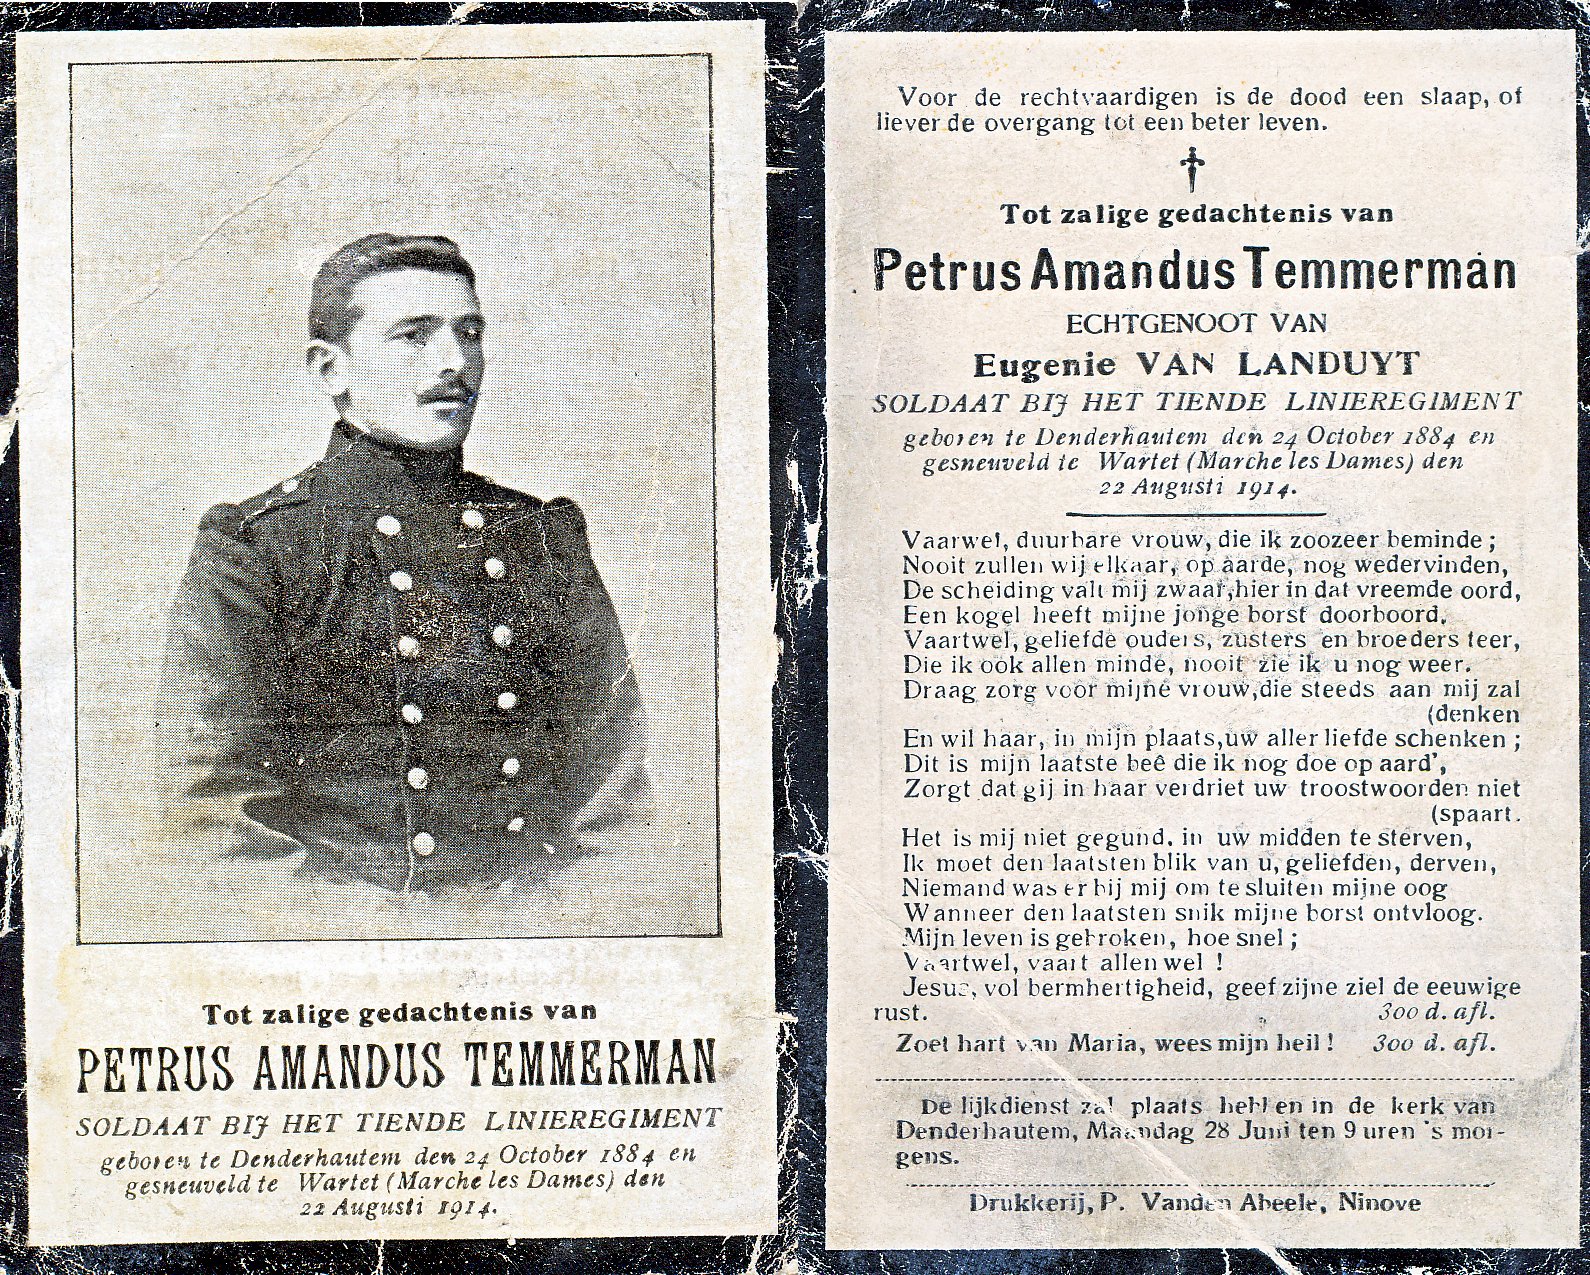 Tot zalige gedachtenis van
PETRUS AMANDUS TEMMERMAN
SOLDAAT BIJ HET TIENDE LINIEREGIMENT
geboren te Denderhautem den 24 October 1884 en
gesneuveld te Wartet (Marche les Dames) den
22 Augusti 1914.
Voor de rechtvaardigen is de dood een slaap, of
liever de overgang tot een beter leven.
Tot zalige gedachtenis van
Petrus Amandus Temmerman
ECHTGENOOT VAN
Eugenie VAN LANDUYT
SOLDAAT BIJ HET TIENDE LINIEREGIMENT
geboren te Denderhautem den 24 October 1884 en
gesneuveld te Wartet (Marche les Dames) den
22 Augusti 1914.
Vaarwel, duurbare vrouw, die ik zoozeer beminde ;
Nooit zullen wij elkaar, op aarde, nog wedervinden,
De scheiding valt mij zwaar, hier in dat vreemde oord,
Een kogel heeft mijne jonge borst doorboord.
Vaartwel, geliefde ouders, zusters en broeders teer,
Die ik ook allen minde, nooit zie ik u nog weer.
Draag zorg voor mijne vrouw, die steeds aan mij zal
(denken
En wil haar, in mijn plaats, uw aller liefde schenken ;
Dit is mijn laatste beê die ik nog doe op aard',
Zorgt dat gij in haar verdriet uw troostwoorden niet
(spaart.
Het is mij niet gegund. in uw midden te sterven,
Ik moet den laatsten blik van u, geliefden, derven,
Niemand was er bij mij om te sluiten mijne oog
Wanneer den laatsten snik mijne borst ontvloog.
Mijn leven is gebroken, hoe snel ;
Vaartwel, vaart allen wel !
Jesus, vol bermhertigheid, geef zijne ziel de eeuwige
rust. 300 d. afl.
Zoet hart van Maria, wees mijn heil ! 300 d. afl.
De lijkdienst zal plaats hebben in de kerk van
Denderhautem, Maandag 28 Juni ten 9 uren 's mor-
gens.
Drukkerij, P. Vanden Abeele, Ninove